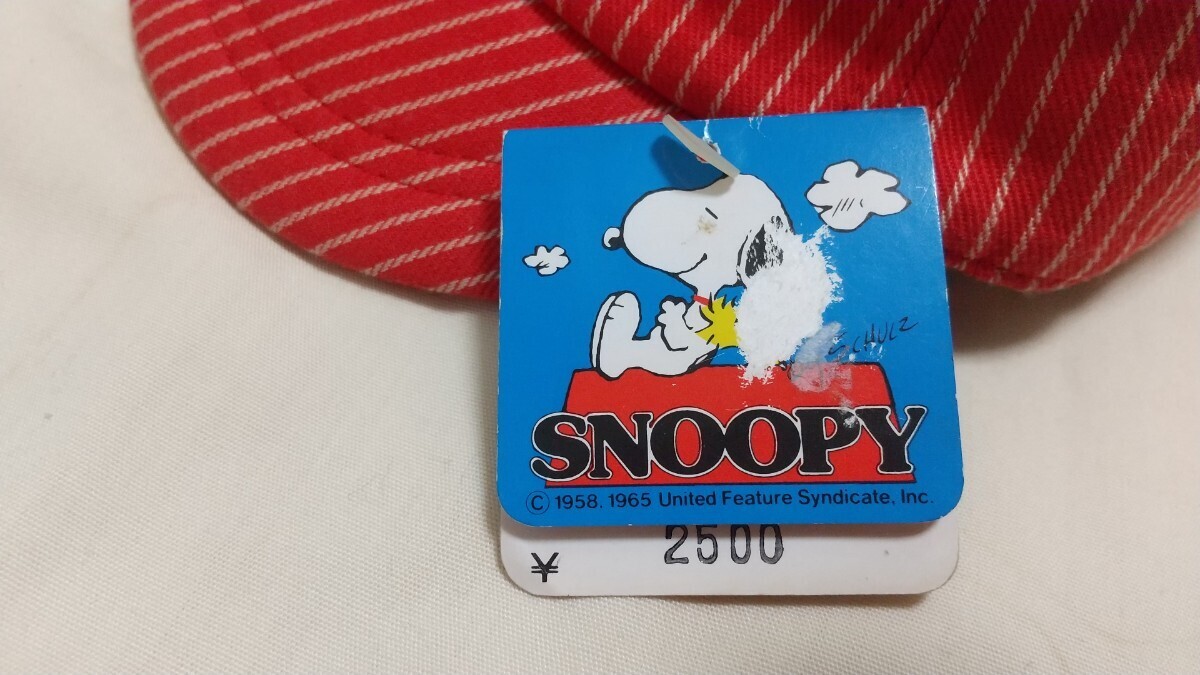 SCHULZ
SNOOPY
© 1958. 1965 United Feature Syndicate, Inc.
2500
¥